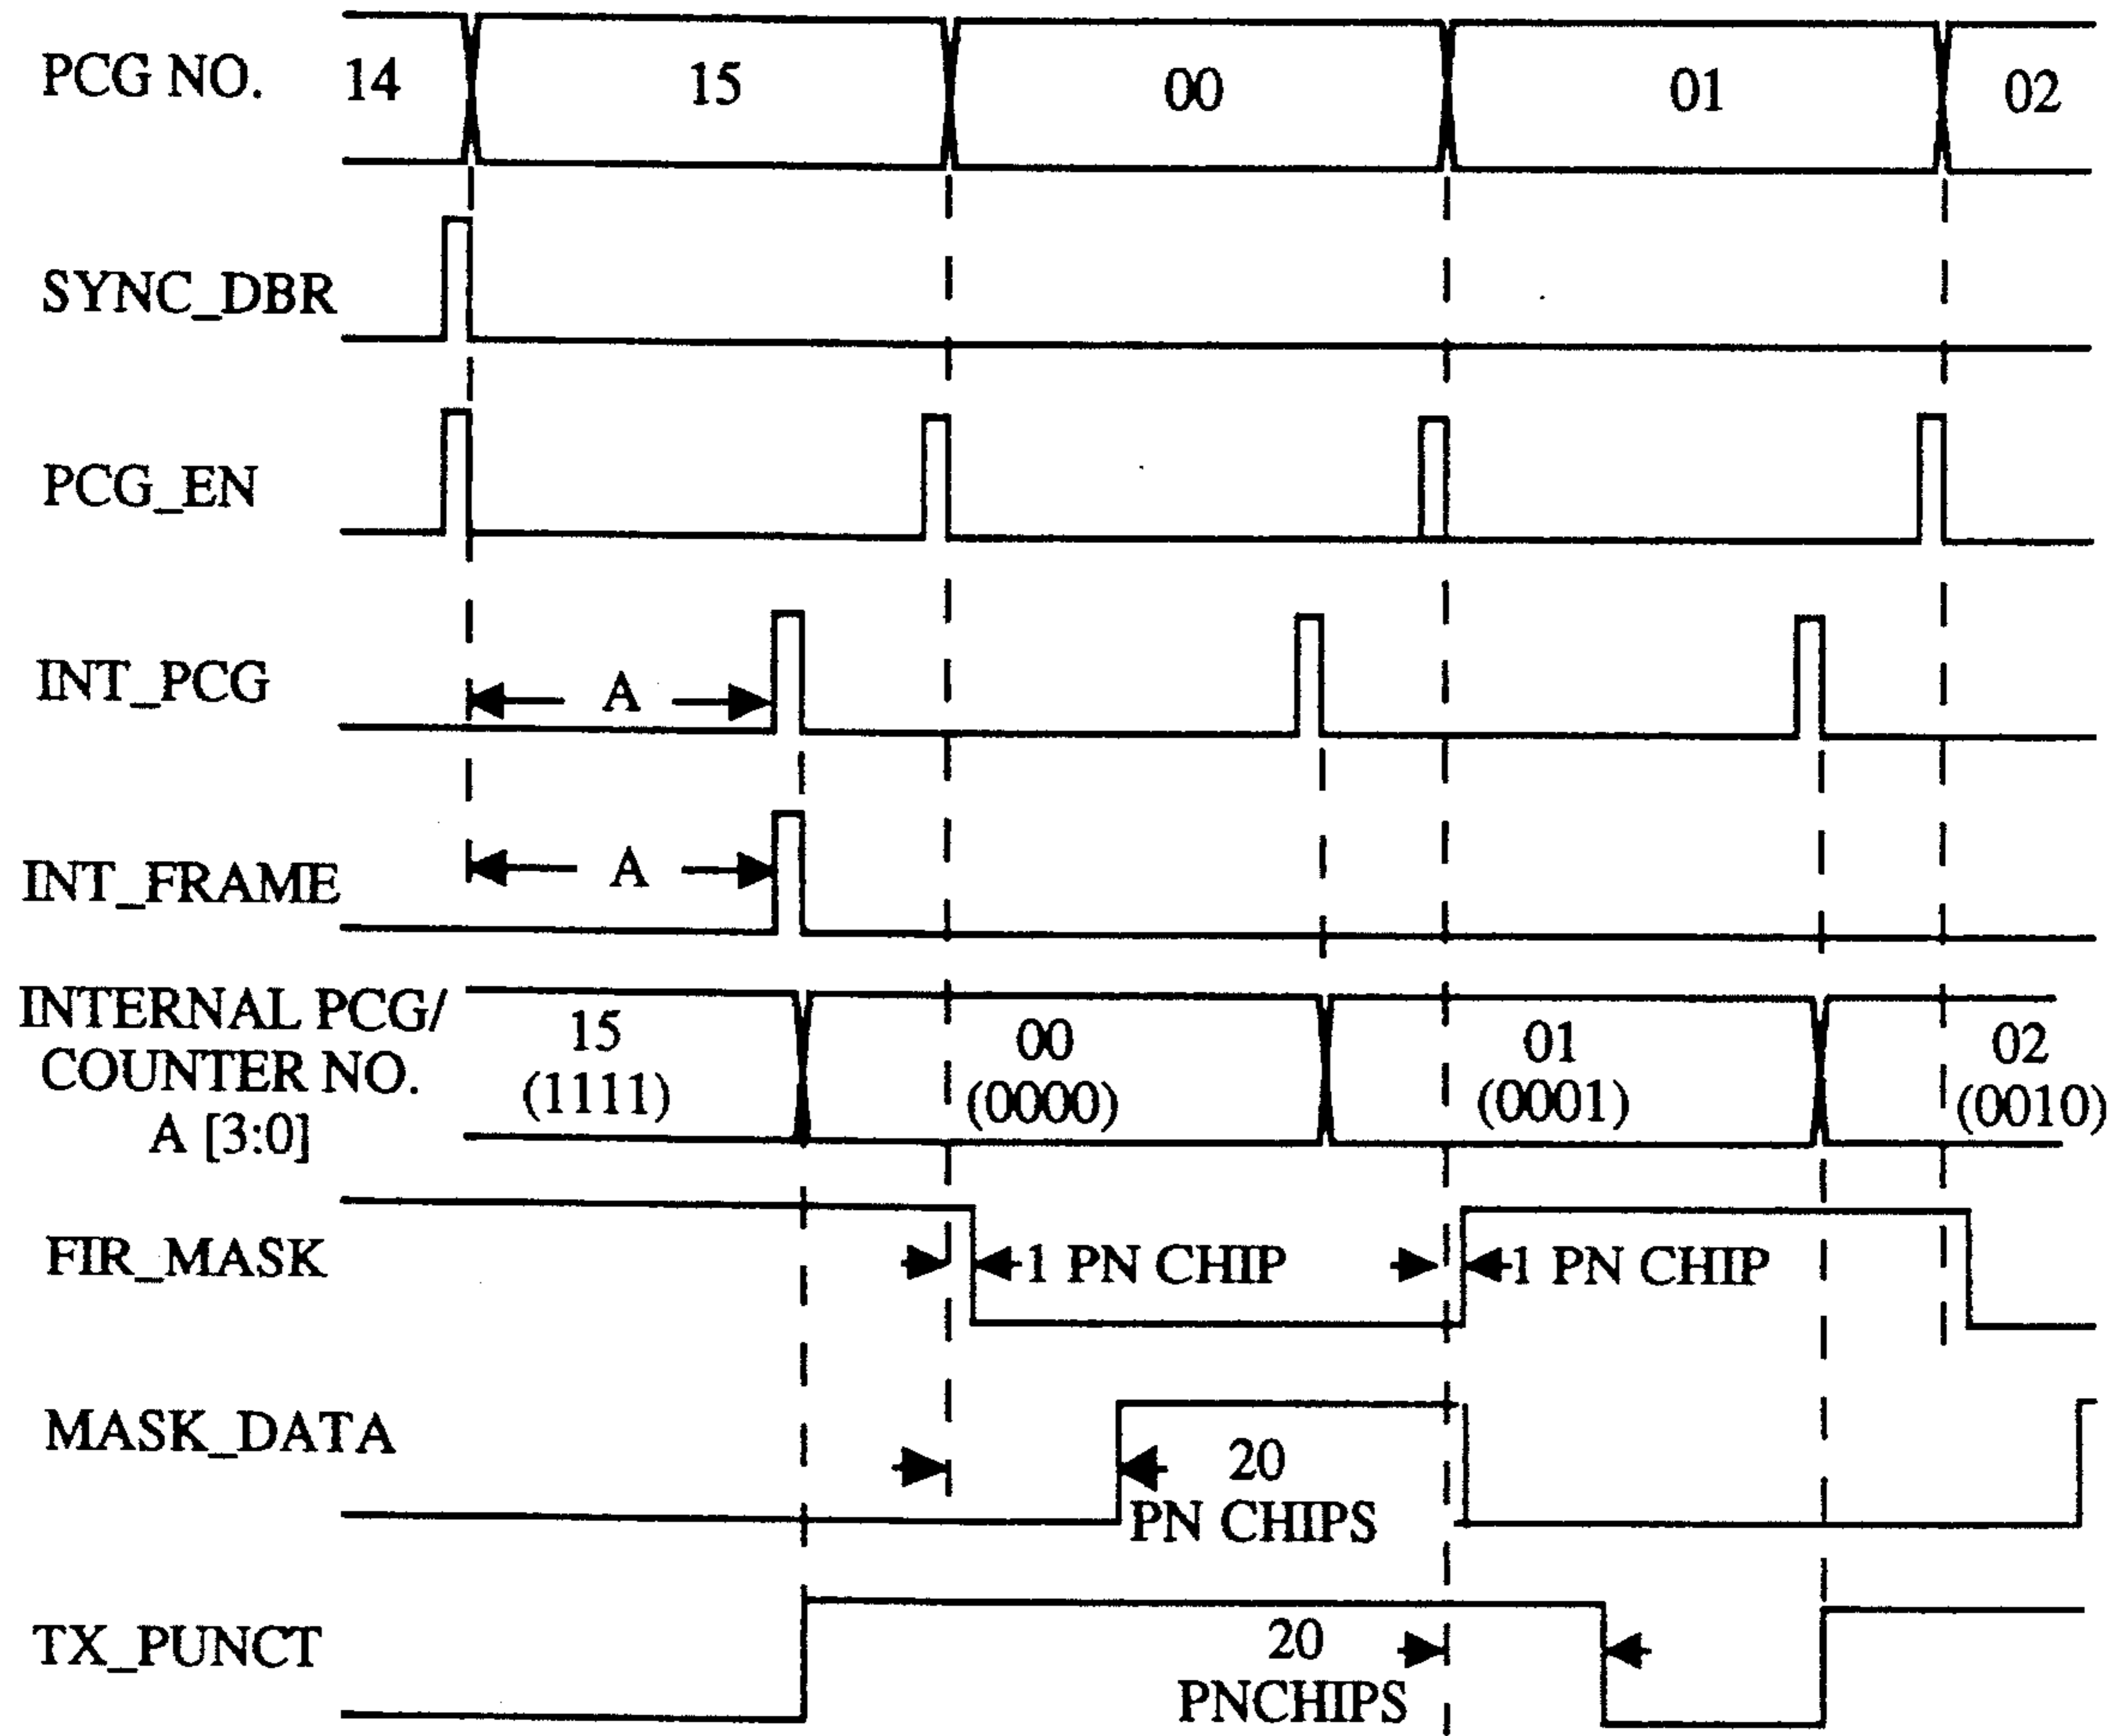 PCG NO. 14 15 00 01 02
SYNC_DBR
PCG_EN
INT_PCG A
INT_FRAME A
INTERNAL PCG/
COUNTER NO.
A [3:0]
15
(1111)
00
(0000)
01
(0001)
02
(0010)
FIR_MASK 1 PN CHIP 1 PN CHIP
MASK_DATA
20
PN CHIPS
TX_PUNCT
20
PNCHIPS